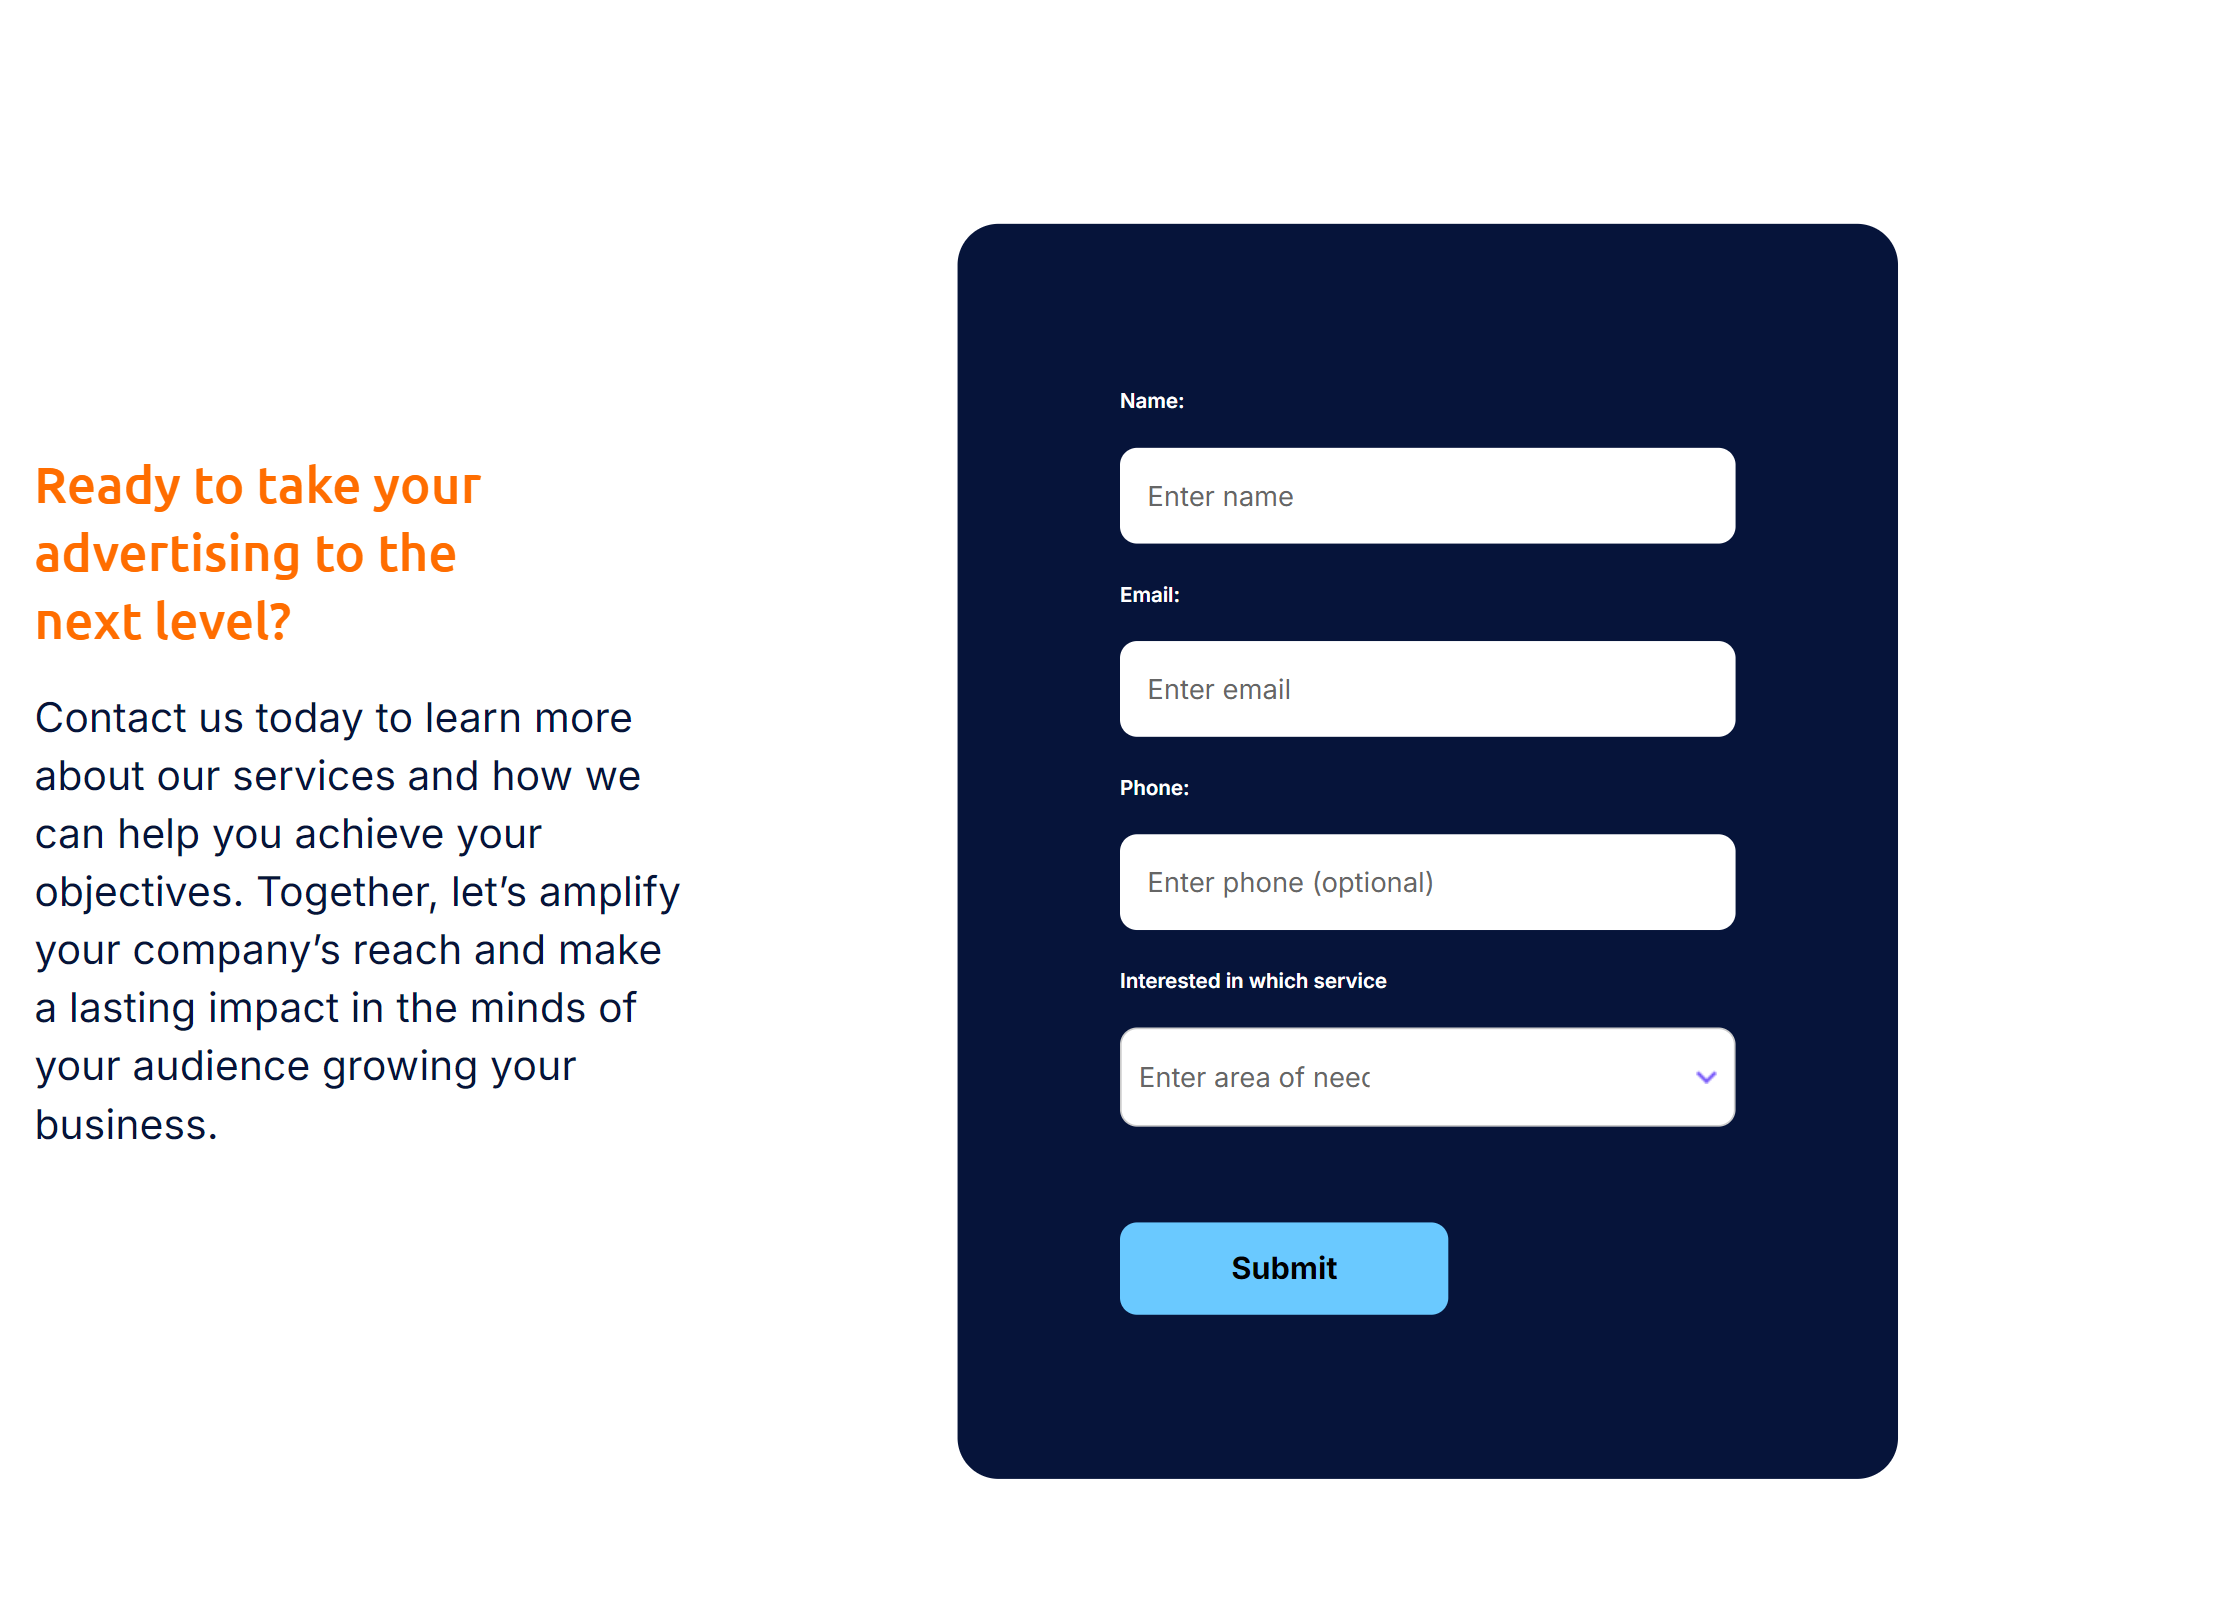 Ready to take your
advertising to the
next level?
Contact us today to learn more
about our services and how we
can help you achieve your
objectives. Together, let’s amplify
your company’s reach and make
a lasting impact in the minds of
your audience growing your
business.
Name:
Enter name
Email:
Enter email
Phone:
Enter phone (optional)
Interested in which service
Enter area of need
Submit